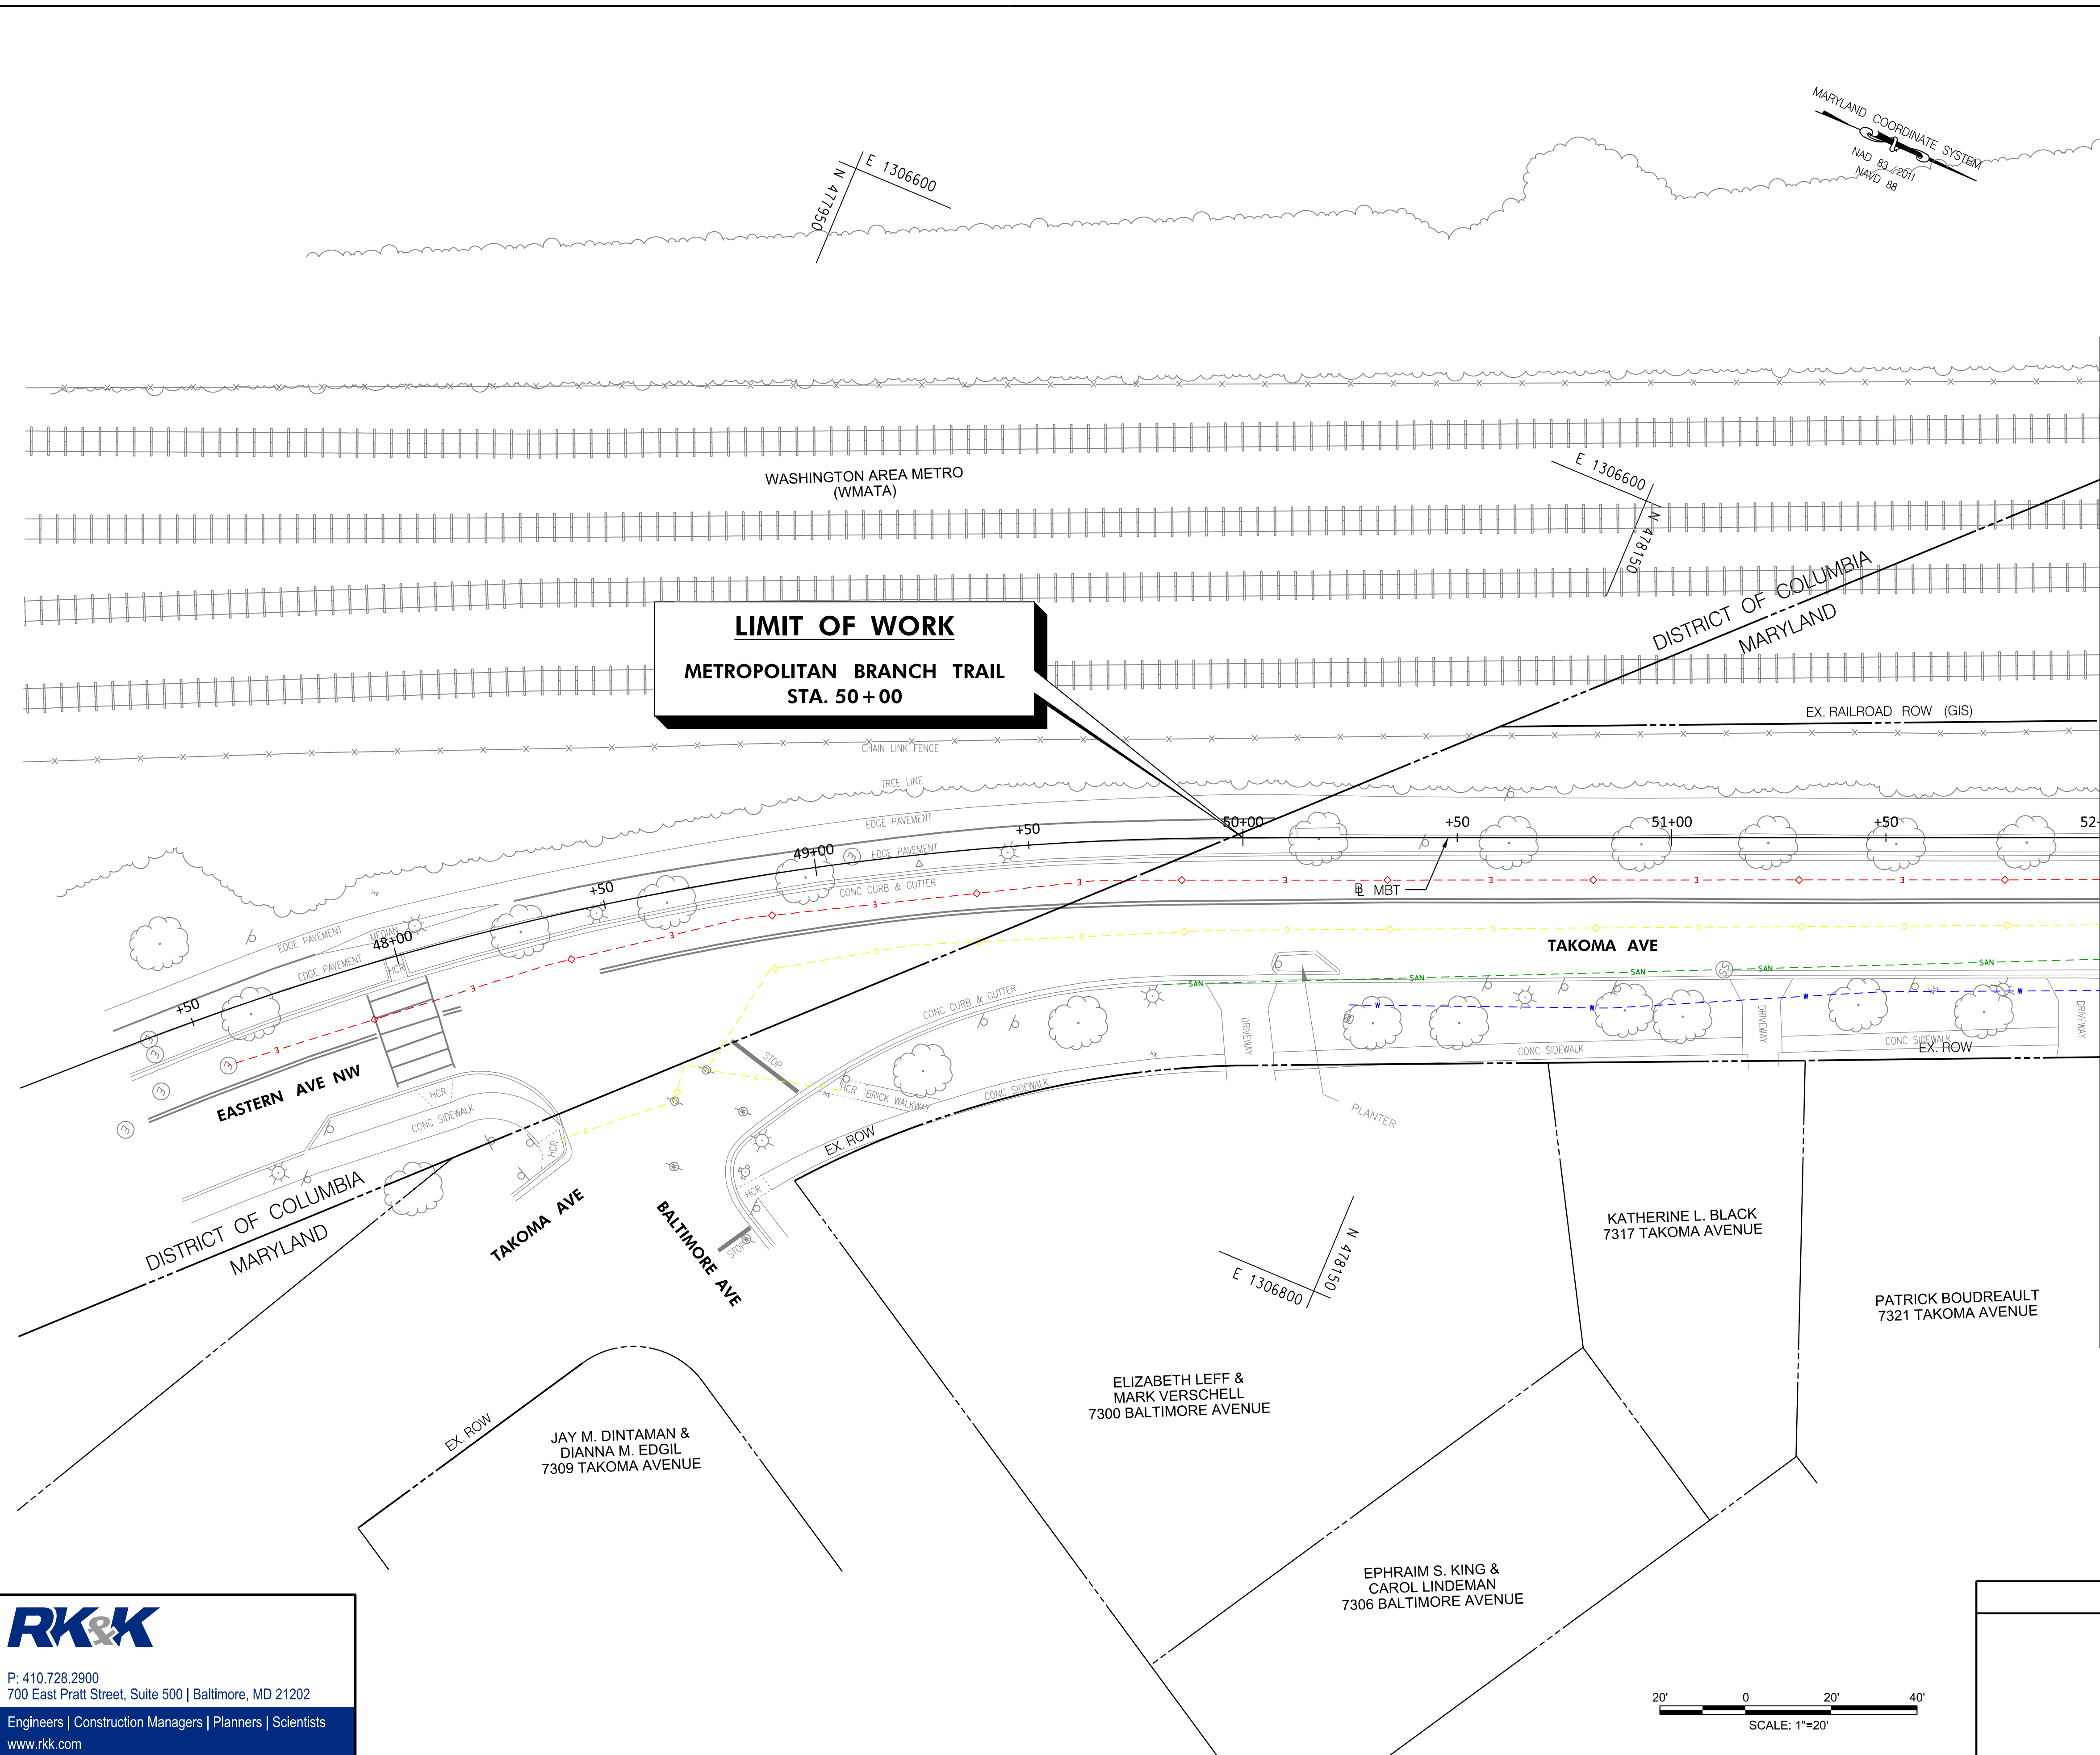 MARYLAND COORDINATE SYSTEM
NAD 83 /2011
NAVD 88
E 1306600
N 477950
WASHINGTON AREA METRO
(WMATA)
E 1306600
N 478150
DISTRICT OF COLUMBIA
MARYLAND
LIMIT OF WORK
METROPOLITAN BRANCH TRAIL
STA. 50+00
EX. RAILROAD ROW (GIS)
CHAIN LINK FENCE
TREE LINE
EDGE PAVEMENT
50+00
+50
51+00
+50
52+
+50
49+00
EDGE PAVEMENT
CONC CURB & GUTTER
+50
MBT
EDGE PAVEMENT
MEDIAN
48+00
EDGE PAVEMENT
HCR
+50
TAKOMA AVE
SAN
SAN
SAN
SAN
SAN
W
W
W
W
CONC CURB & GUTTER
DRIVEWAY
DRIVEWAY
DRIVEWAY
CONC SIDEWALK
CONC SIDEWALK
EX. ROW
STOP
HCR
BRICK WALKWAY
CONC SIDEWALK
PLANTER
EASTERN AVE NW
HCR
CONC SIDEWALK
HCR
EX. ROW
HCR
STOP
DISTRICT OF COLUMBIA
MARYLAND
TAKOMA AVE
BALTIMORE AVE
KATHERINE L. BLACK
7317 TAKOMA AVENUE
N 478150
E 1306800
PATRICK BOUDREAULT
7321 TAKOMA AVENUE
ELIZABETH LEFF &
MARK VERSCHELL
7300 BALTIMORE AVENUE
EX. ROW
JAY M. DINTAMAN &
DIANNA M. EDGIL
7309 TAKOMA AVENUE
EPHRAIM S. KING &
CAROL LINDEMAN
7306 BALTIMORE AVENUE
RK&K
P: 410.728.2900
700 East Pratt Street, Suite 500 | Baltimore, MD 21202
Engineers | Construction Managers | Planners | Scientists
www.rkk.com
20' 0 20' 40'
SCALE: 1"=20'